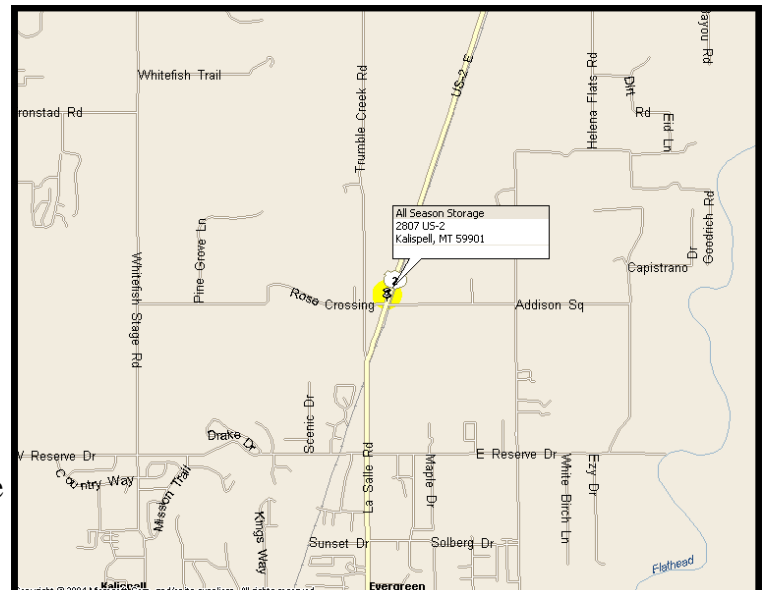 Bayou Rd
US-2 E
Whitefish Trail
Trumble Creek Rd
Helena Flats Rd
Dirt
Rd
ronstad Rd
Eid Ln
All Season Storage
2807 US-2
Kalispell, MT 59901
Goodrich Rd
Pine Grove Ln
Capistrano Dr
Whitefish Stage Rd
2
Rose Crossing
Addison Sq
Scenic Dr
Drake Dr
W Reserve Dr
La Salle Rd
Maple Dr
E Reserve Dr
White Birch Ln
Ezy Dr
Country Way
Mission Trail
Kings Way
Sunset Dr
Solberg Dr
Flathead
Kalispell
Evergreen